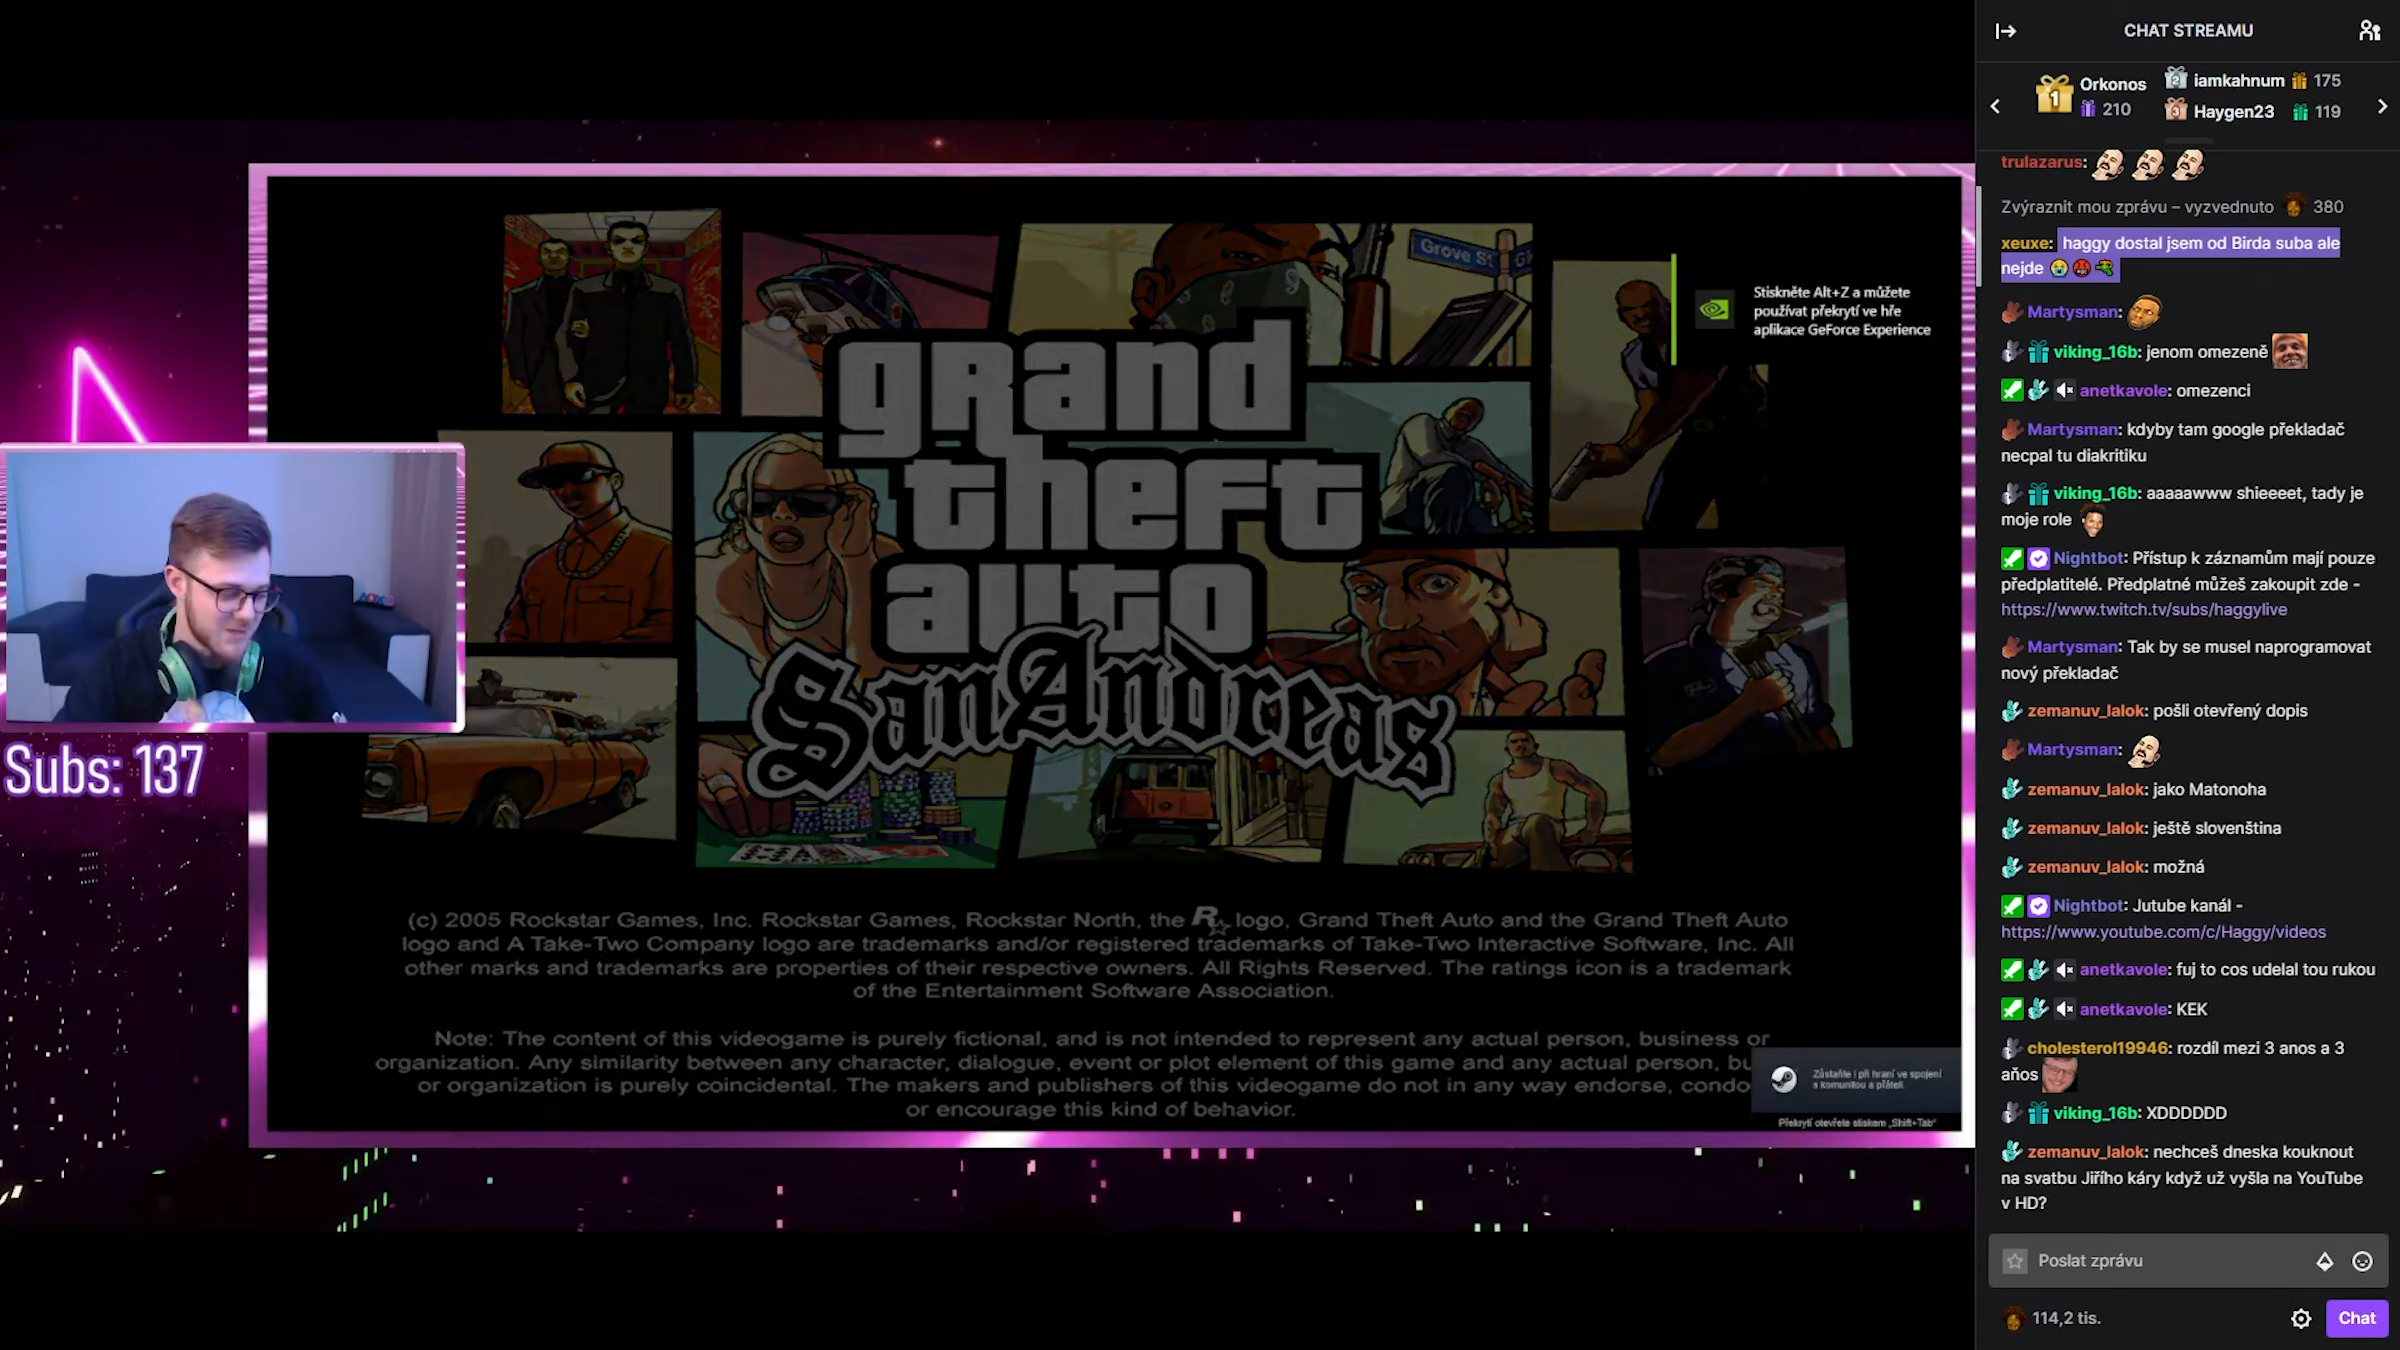 CHAT STREAMU
Orkonos
210
iamkahnum 175
Haygen23 119
trulazarus:
Zvýraznit mou zprávu – vyzvednuto 380
xeuxe: haggy dostal jsem od Birda suba ale
nejde
Martysman:
viking_16b: jenom omezeně
anetkavole: omezenci
Martysman: kdyby tam google překladač
necpal tu diakritiku
viking_16b: aaaaawww shieeeet, tady je
moje role
Nightbot: Přístup k záznamům mají pouze
předplatitelé. Předplatné můžeš zakoupit zde -
https://www.twitch.tv/subs/haggylive
Martysman: Tak by se musel naprogramovat
nový překladač
zemanuv_lalok: pošli otevřený dopis
Martysman:
zemanuv_lalok: jako Matonoha
zemanuv_lalok: ještě slovenština
zemanuv_lalok: možná
Nightbot: Jutube kanál -
https://www.youtube.com/c/Haggy/videos
anetkavole: fuj to cos udelal tou rukou
anetkavole: KEK
cholesterol19946: rozdíl mezi 3 anos a 3
aňos
viking_16b: XDDDDDD
zemanuv_lalok: nechceš dneska kouknout
na svatbu Jiřího káry když už vyšla na YouTube
v HD?
Poslat zprávu
114,2 tis.
Chat
Grove St
Stiskněte Alt+Z a můžete
používat překrytí ve hře
aplikace GeForce Experience
grand
theft
auto
San Andreas
Subs: 137
(c) 2005 Rockstar Games, Inc. Rockstar Games, Rockstar North, the R logo, Grand Theft Auto and the Grand Theft Auto
logo and A Take-Two Company logo are trademarks and/or registered trademarks of Take-Two Interactive Software, Inc. All
other marks and trademarks are properties of their respective owners. All Rights Reserved. The ratings icon is a trademark
of the Entertainment Software Association.
Note: The content of this videogame is purely fictional, and is not intended to represent any actual person, business or
organization. Any similarity between any character, dialogue, event or plot element of this game and any actual person, bu
or organization is purely coincidental. The makers and publishers of this videogame do not in any way endorse, condo
or encourage this kind of behavior.
Zůstaňte i při hraní ve spojení
s komunitou a přáteli.
Překrytí otevřete stiskem „Shift+Tab“